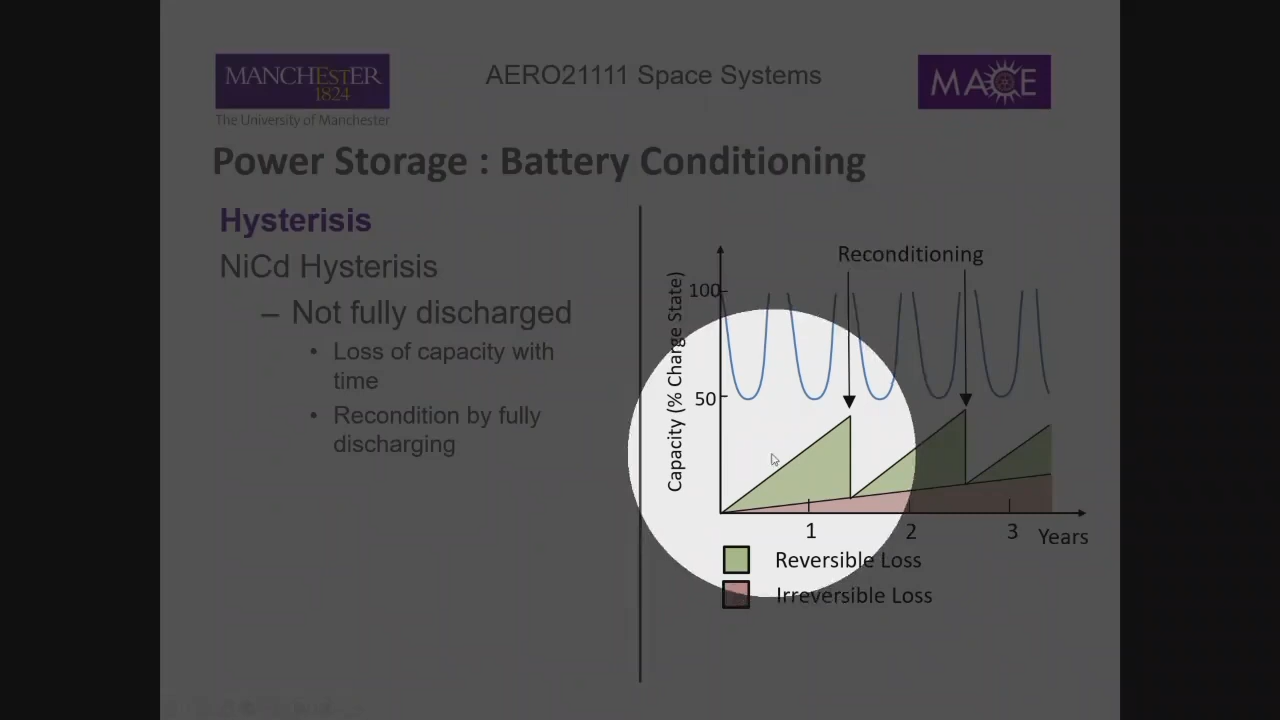 MANCHESTER
1824
The University of Manchester
AERO21111 Space Systems
MACE
Power Storage : Battery Conditioning
Hysterisis
NiCd Hysterisis
– Not fully discharged
• Loss of capacity with
time
• Recondition by fully
discharging
Reconditioning
Capacity (% Charge State)
100
50
1
2
3
Years
Reversible Loss
Irreversible Loss